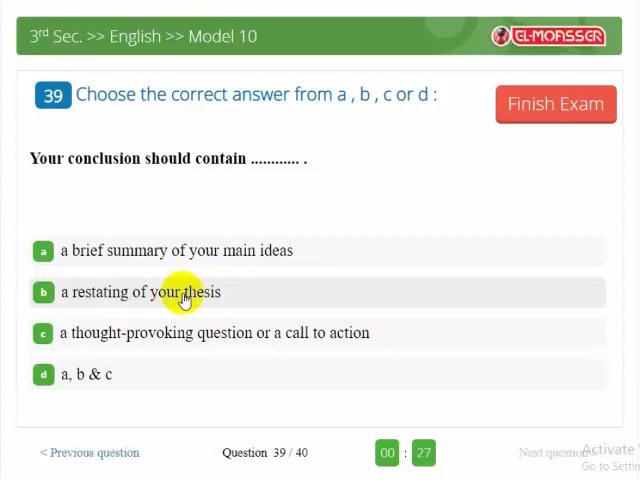 3rd Sec. >> English >> Model 10
EL-MOASSER
39 Choose the correct answer from a , b , c or d :
Finish Exam
Your conclusion should contain ............ .
a a brief summary of your main ideas
b a restating of your thesis
c a thought-provoking question or a call to action
d a, b & c
< Previous question
Question 39 / 40
00 : 27
Next question >
Activate
Go to Settin